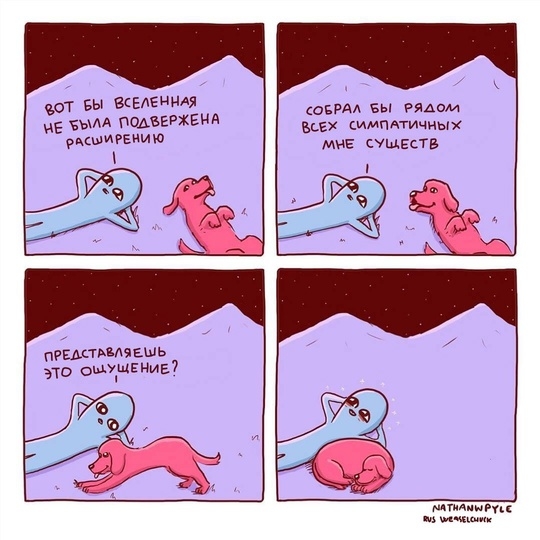 ВОТ БЫ ВСЕЛЕННАЯ
НЕ БЫЛА ПОДВЕРЖЕНА
РАСШИРЕНИЮ
СОБРАЛ БЫ РЯДОМ
ВСЕХ СИМПАТИЧНЫХ
МНЕ СУЩЕСТВ
ПРЕДСТАВЛЯЕШЬ
ЭТО ОЩУЩЕНИЕ?
NATHANWPYLE
RUS WEASELCHUCK